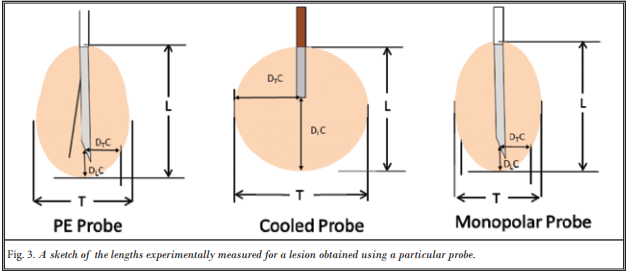 L
DTC
DLC
T
PE Probe
DTC
L
DLC
T
Cooled Probe
L
DTC
DLC
T
Monopolar Probe
Fig. 3. A sketch of the lengths experimentally measured for a lesion obtained using a particular probe.